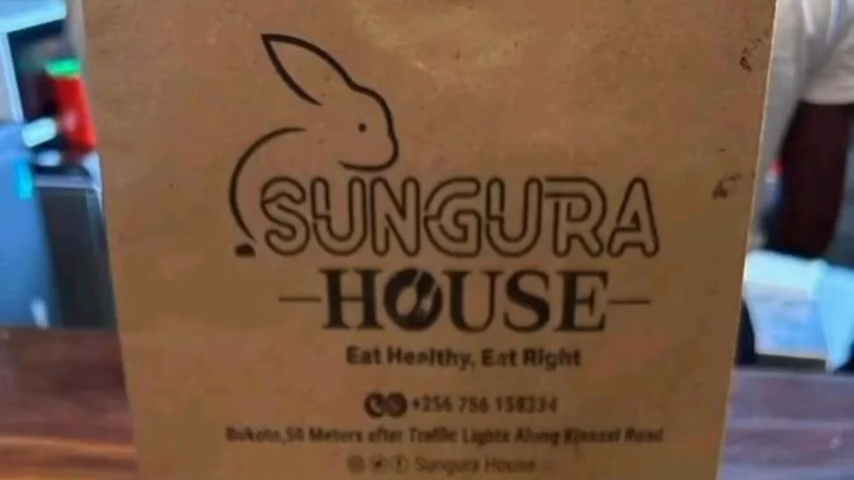 SUNGURA
HOUSE
Eat Healthy, Eat Right
+256 786 158334
Bukoto,50 Meters after Traffic Lights Along Kisaasi Road
Sungura House